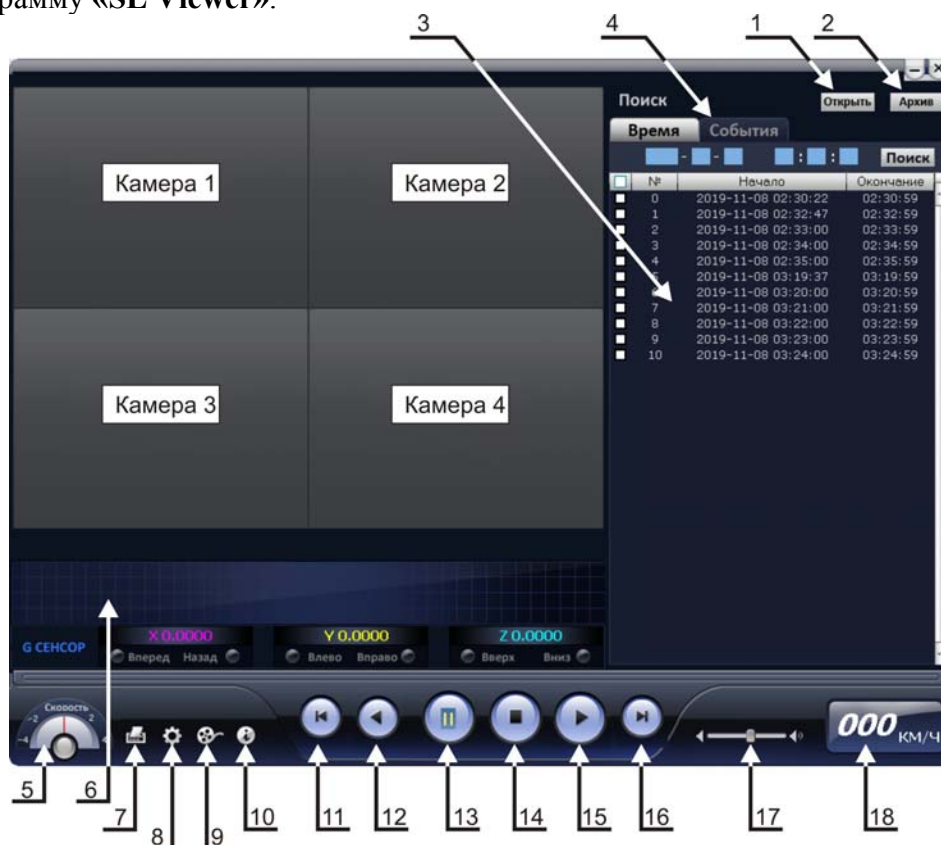 рамму «SL Viewer».
3 4 1 2
Поиск Открыть Архив
Время События
- - : : Поиск
№ Начало Окончание
0 2019-11-08 02:30:22 02:30:59
1 2019-11-08 02:32:47 02:32:59
2 2019-11-08 02:33:00 02:33:59
3 2019-11-08 02:34:00 02:34:59
4 2019-11-08 02:35:00 02:35:59
5 2019-11-08 03:19:37 03:19:59
2019-11-08 03:20:00 03:20:59
7 2019-11-08 03:21:00 03:21:59
8 2019-11-08 03:22:00 03:22:59
9 2019-11-08 03:23:00 03:23:59
10 2019-11-08 03:24:00 03:24:59
Камера 1 Камера 2
Камера 3 Камера 4
G СЕНСОР
X 0.0000 Y 0.0000 Z 0.0000
Вперед Назад Влево Вправо Вверх Вниз
Скорость
-4 -2 2 4
000 КМ/Ч
5 6 7 8 9 10 11 12 13 14 15 16 17 18